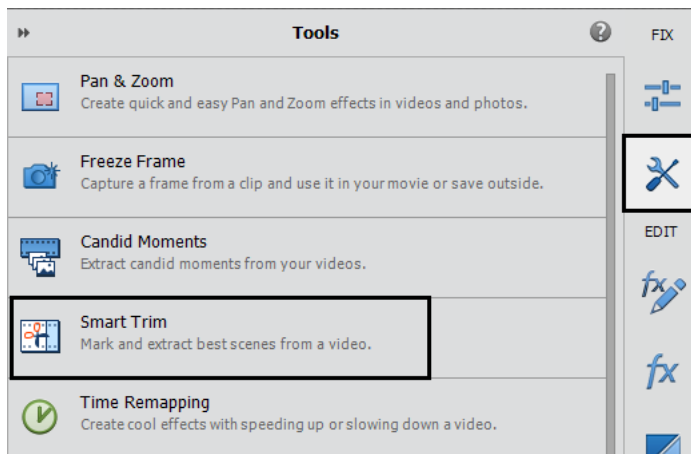 Tools
?
FIX
Pan & Zoom
Create quick and easy Pan and Zoom effects in videos and photos.
Freeze Frame
Capture a frame from a clip and use it in your movie or save outside.
EDIT
Candid Moments
Extract candid moments from your videos.
fx
Smart Trim
Mark and extract best scenes from a video.
fx
Time Remapping
Create cool effects with speeding up or slowing down a video.